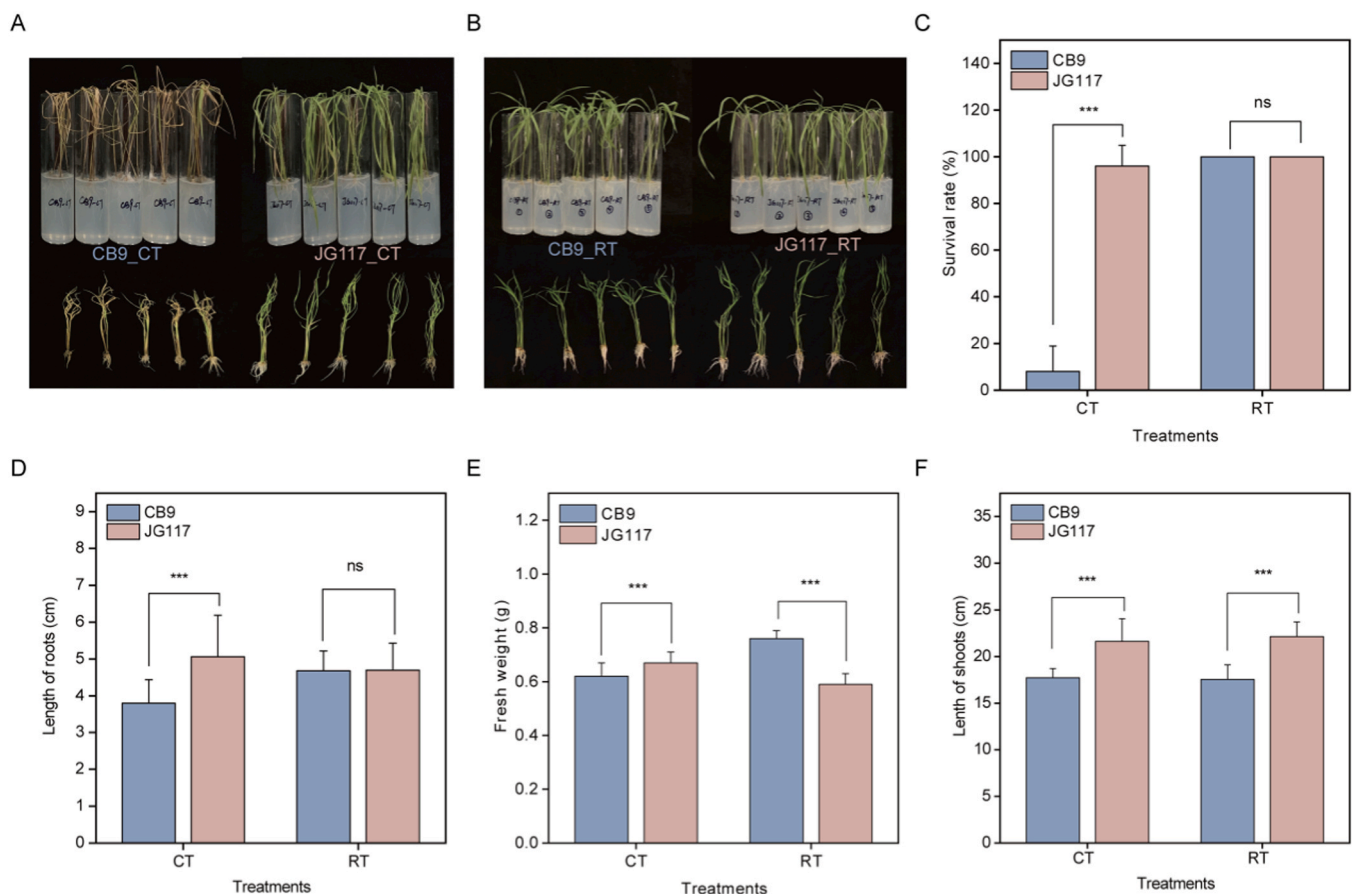 A
B
C
CB9_CT
JG117_CT
CB9_RT
JG117_RT
CB9
JG117
***
ns
Survival rate (%)
140
120
100
80
60
40
20
0
CT
RT
Treatments
D
E
F
CB9
JG117
***
ns
Length of roots (cm)
9
8
7
6
5
4
3
2
1
0
CT
RT
Treatments
CB9
JG117
***
***
Fresh weight (g)
1.2
1.0
0.8
0.6
0.4
0.2
0.0
CT
RT
Treatments
CB9
JG117
***
***
Lenth of shoots (cm)
35
30
25
20
15
10
5
0
CT
RT
Treatments